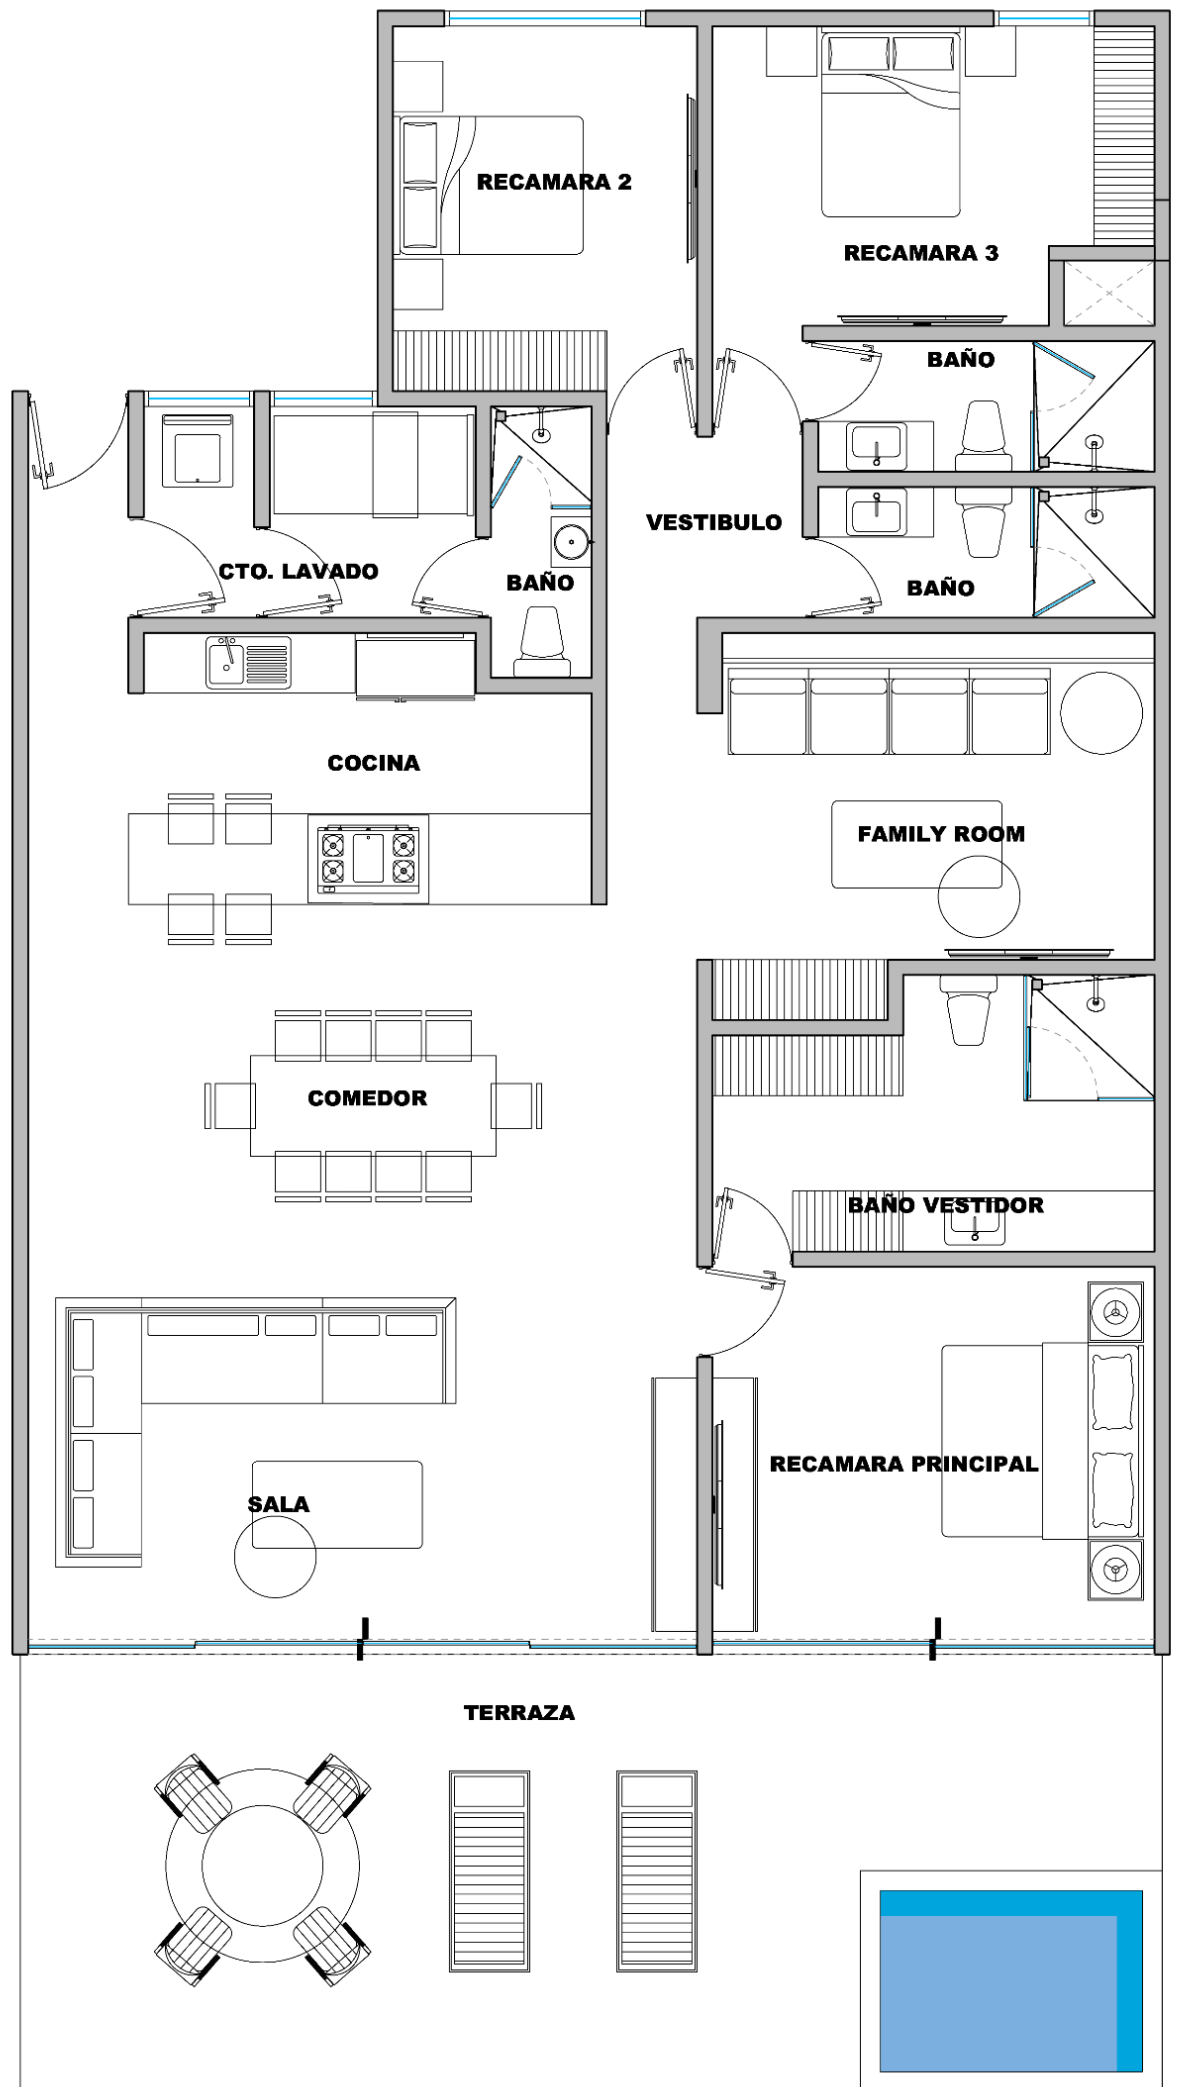 RECAMARA 2
RECAMARA 3
BAÑO
VESTIBULO
CTO. LAVADO
BAÑO
BAÑO
COCINA
FAMILY ROOM
COMEDOR
BAÑO VESTIDOR
RECAMARA PRINCIPAL
SALA
TERRAZA